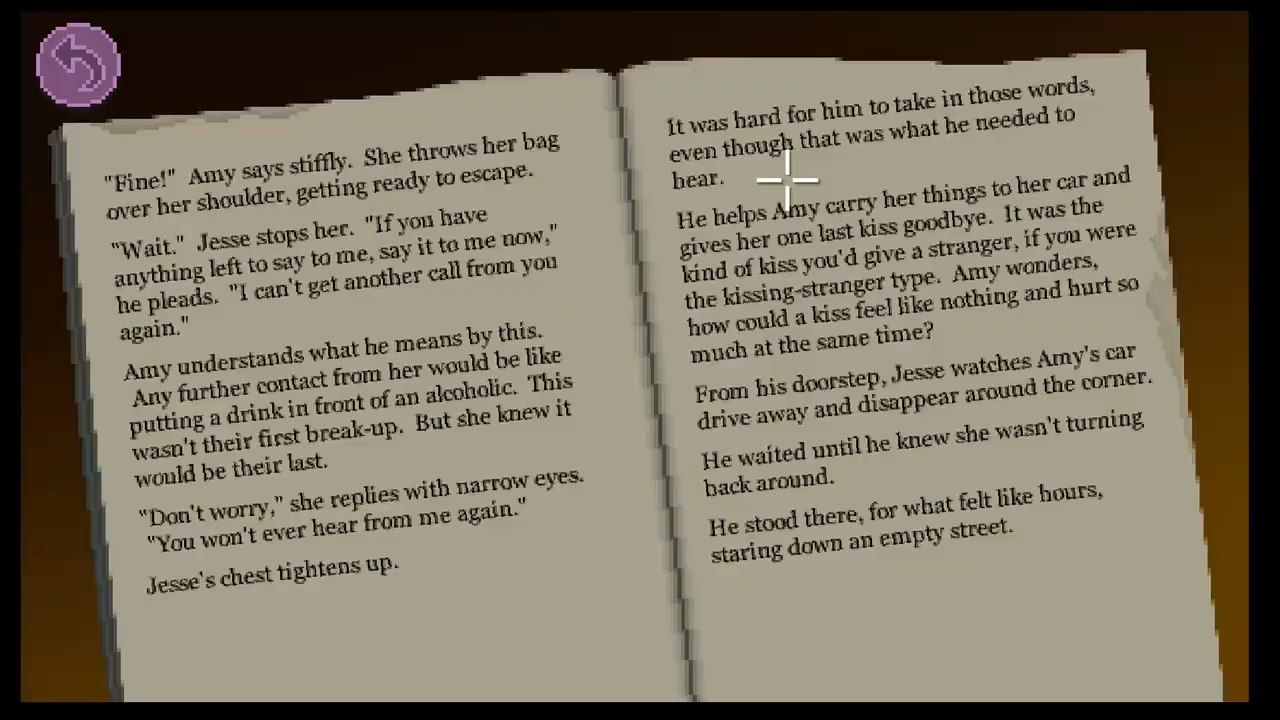 "Fine!"  Amy says stiffly.  She throws her bag
over her shoulder, getting ready to escape.
"Wait."  Jesse stops her.  "If you have
anything left to say to me, say it to me now,"
he pleads.  "I can't get another call from you
again."
Amy understands what he means by this.
Any further contact from her would be like
putting a drink in front of an alcoholic.  This
wasn't their first break-up.  But she knew it
would be their last.
"Don't worry," she replies with narrow eyes.
"You won't ever hear from me again."
Jesse's chest tightens up.
It was hard for him to take in those words,
even though that was what he needed to
hear.
He helps Amy carry her things to her car and
gives her one last kiss goodbye.  It was the
kind of kiss you'd give a stranger, if you were
the kissing-stranger type.  Amy wonders,
how could a kiss feel like nothing and hurt so
much at the same time?
From his doorstep, Jesse watches Amy's car
drive away and disappear around the corner.
He waited until he knew she wasn't turning
back around.
He stood there, for what felt like hours,
staring down an empty street.